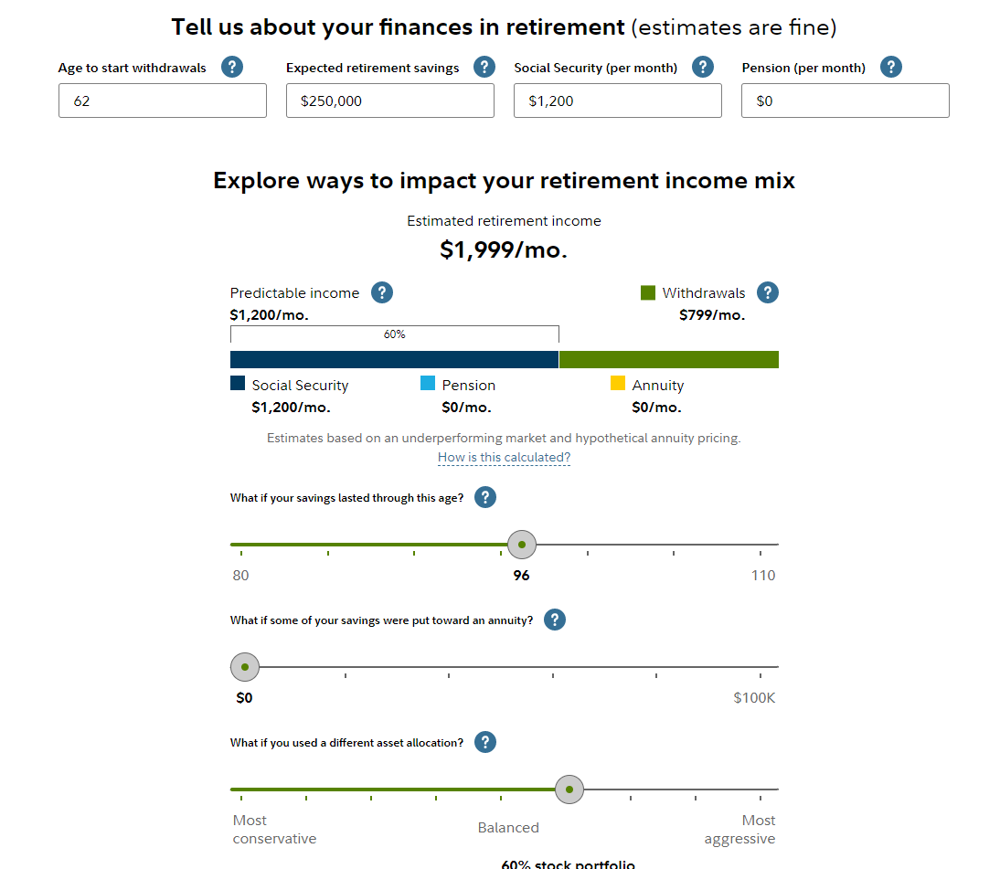 Tell us about your finances in retirement (estimates are fine)
Age to start withdrawals ? Expected retirement savings ? Social Security (per month) ? Pension (per month) ?
62 $250,000 $1,200 $0
Explore ways to impact your retirement income mix
Estimated retirement income
$1,999/mo.
Predictable income ? Withdrawals ?
$1,200/mo. $799/mo.
60%
Social Security Pension Annuity
$1,200/mo. $0/mo. $0/mo.
Estimates based on an underperforming market and hypothetical annuity pricing.
How is this calculated?
What if your savings lasted through this age? ?
80 96 110
What if some of your savings were put toward an annuity? ?
$0 $100K
What if you used a different asset allocation? ?
Most conservative Balanced Most aggressive
60% stock portfolio